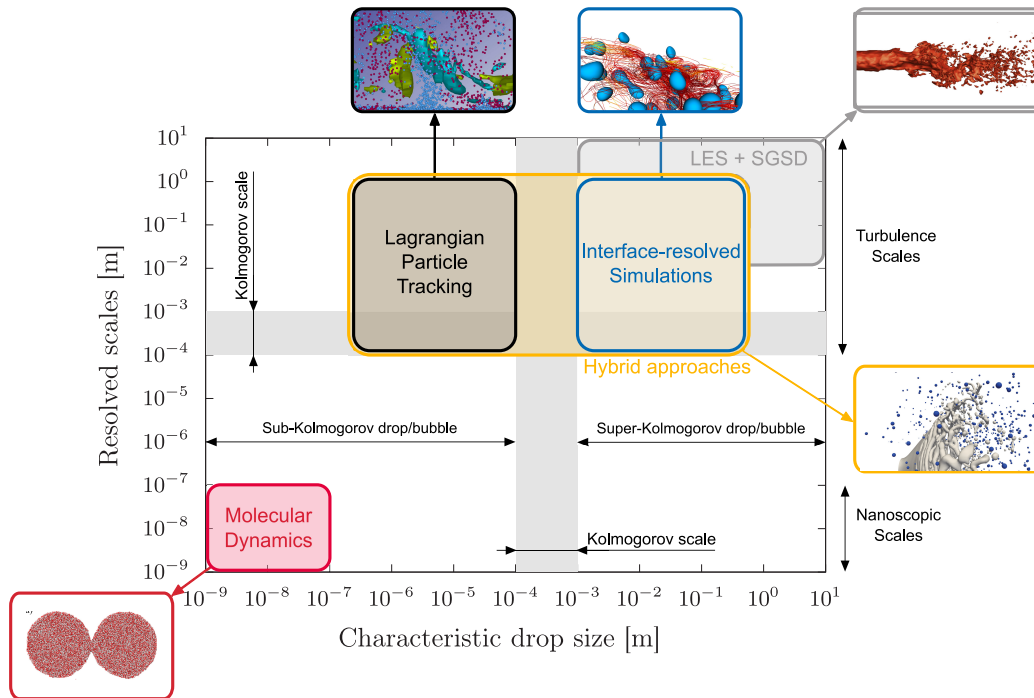 10^1
10^0
10^-1
10^-2
10^-3
10^-4
10^-5
10^-6
10^-7
10^-8
10^-9
Resolved scales [m]
Kolmogorov scale
LES + SGSD
Lagrangian
Particle
Tracking
Interface-resolved
Simulations
Turbulence
Scales
Hybrid approaches
Sub-Kolmogorov drop/bubble
Super-Kolmogorov drop/bubble
Molecular
Dynamics
Kolmogorov scale
Nanoscopic
Scales
10^-9 10^-8 10^-7 10^-6 10^-5 10^-4 10^-3 10^-2 10^-1 10^0 10^1
Characteristic drop size [m]